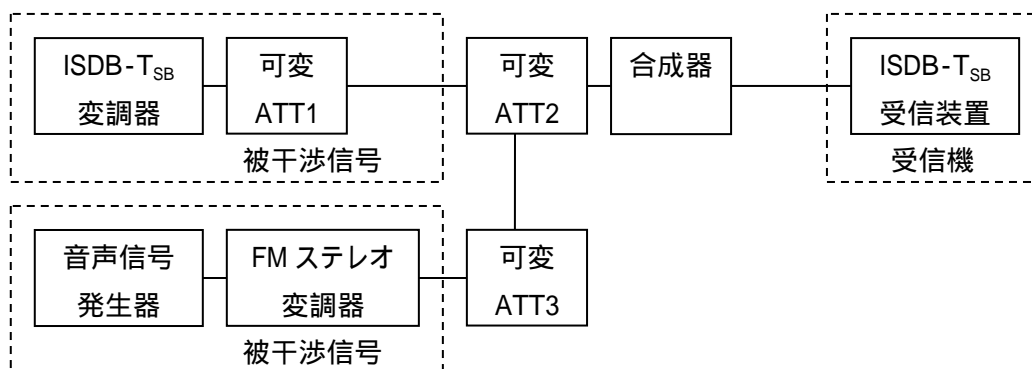 ISDB-TSB
変調器
可変
ATT1
被干渉信号
可変
ATT2
合成器
ISDB-TSB
受信装置
受信機
音声信号
発生器
FM ステレオ
変調器
被干渉信号
可変
ATT3